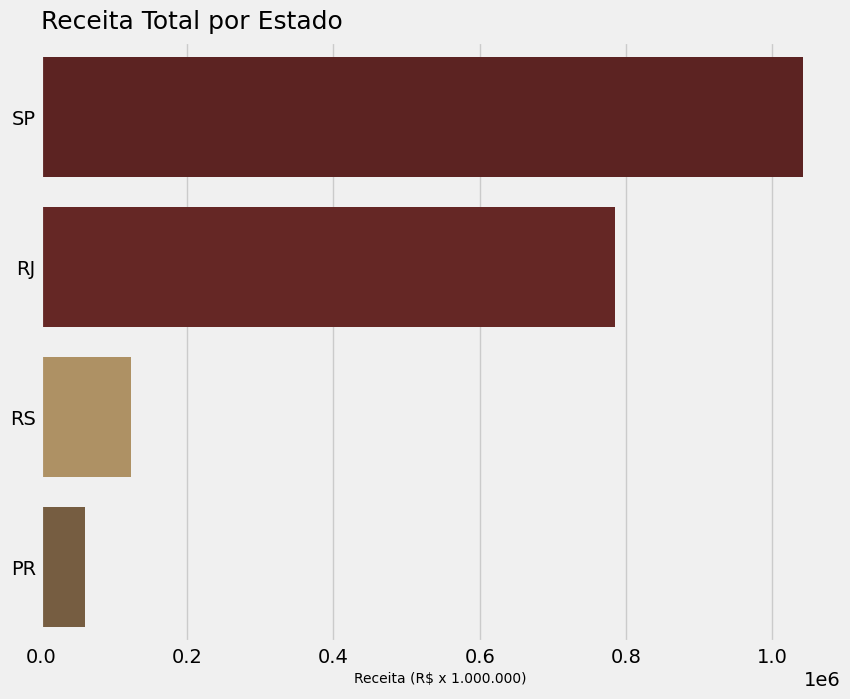 Receita Total por Estado
SP
RJ
RS
PR
0.0 0.2 0.4 0.6 0.8 1.0
Receita (R$ x 1.000.000)
1e6